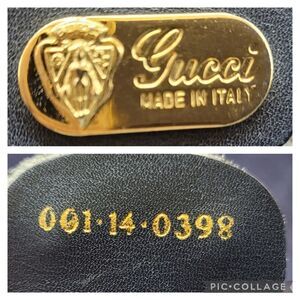 Gucci
MADE IN ITALY
001·14·0398
PIC•COLLAGE